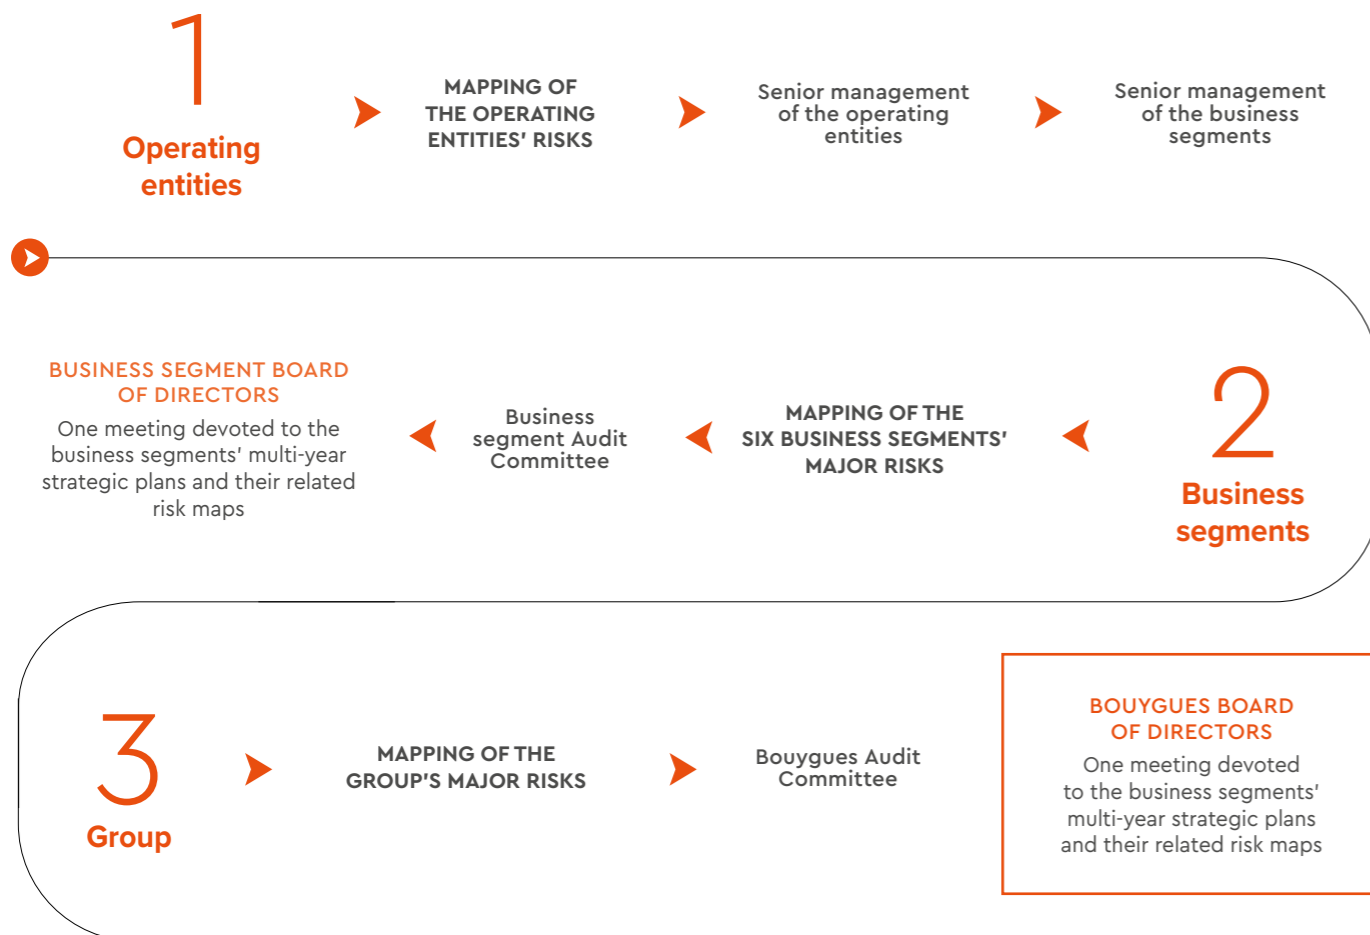 1
Operating
entities
MAPPING OF
THE OPERATING
ENTITIES' RISKS
Senior management
of the operating
entities
Senior management
of the business
segments
2
Business
segments
MAPPING OF THE
SIX BUSINESS SEGMENTS'
MAJOR RISKS
Business
segment Audit
Committee
BUSINESS SEGMENT BOARD
OF DIRECTORS
One meeting devoted to the
business segments' multi-year
strategic plans and their related
risk maps
3
Group
MAPPING OF THE
GROUP'S MAJOR RISKS
Bouygues Audit
Committee
BOUYGUES BOARD
OF DIRECTORS
One meeting devoted
to the business segments'
multi-year strategic plans
and their related risk maps